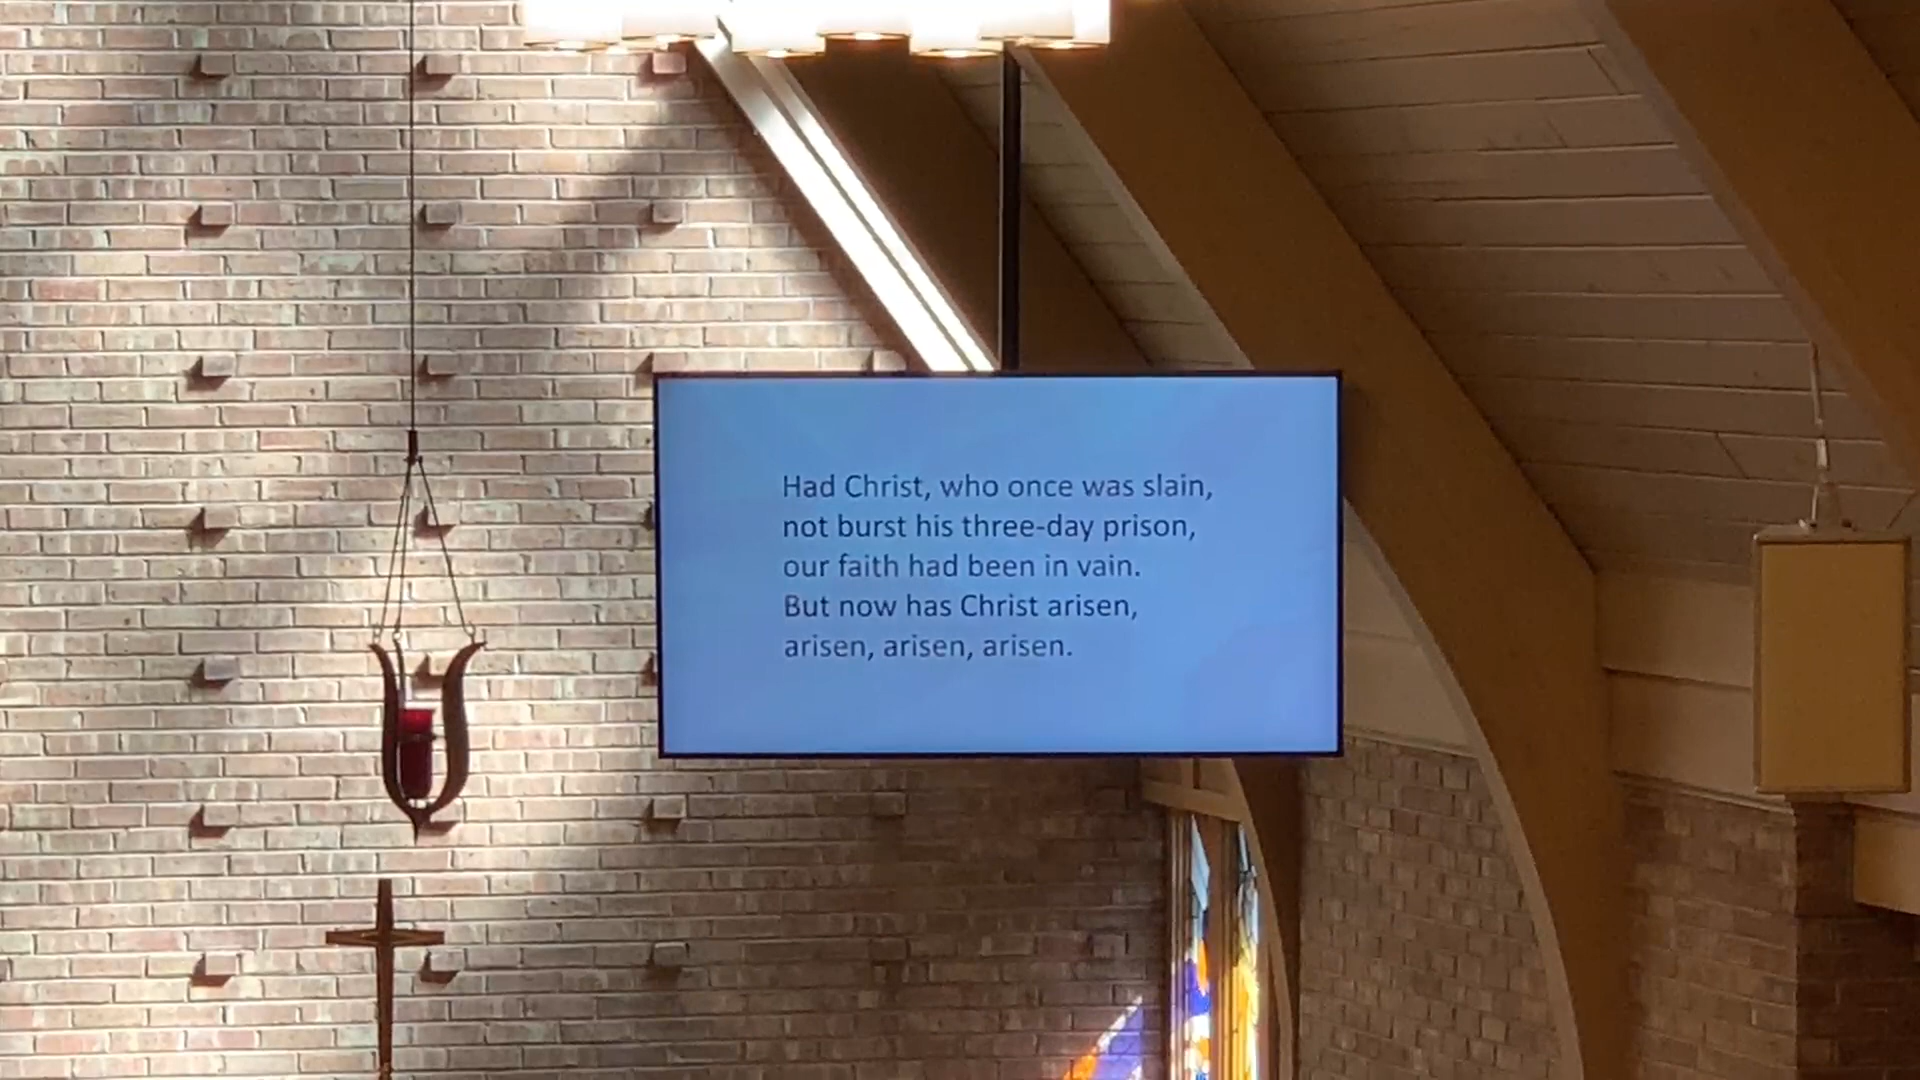 Had Christ, who once was slain,
not burst his three-day prison,
our faith had been in vain.
But now has Christ arisen,
arisen, arisen, arisen.